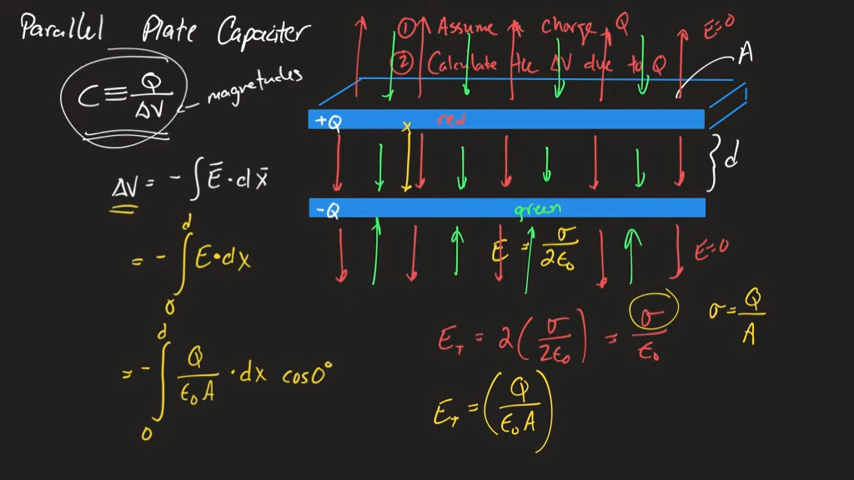 Parallel Plate Capaciter
① Assume charge Q
E=0
② Calculate the ΔV due to Q
A
C ≡ Q/ΔV
magnitudes
+Q
red
d
-Q
green
ΔV = - ∫ E̅ · dx̅
E = σ/2ε₀
E=0
= - ∫₀ᵈ E · dx
E_T = 2(σ/2ε₀) = σ/ε₀
σ = Q/A
= - ∫₀ᵈ Q/ε₀A · dx cos0°
E_T = (Q/ε₀A)